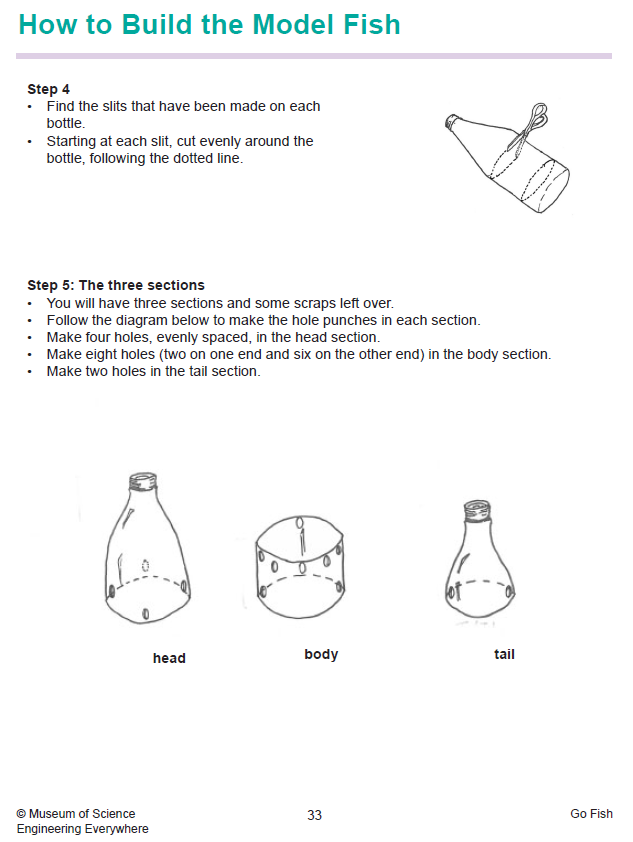 How to Build the Model Fish
Step 4
• Find the slits that have been made on each
bottle.
• Starting at each slit, cut evenly around the
bottle, following the dotted line.
Step 5: The three sections
• You will have three sections and some scraps left over.
• Follow the diagram below to make the hole punches in each section.
• Make four holes, evenly spaced, in the head section.
• Make eight holes (two on one end and six on the other end) in the body section.
• Make two holes in the tail section.
head
body
tail
© Museum of Science
Engineering Everywhere
33
Go Fish